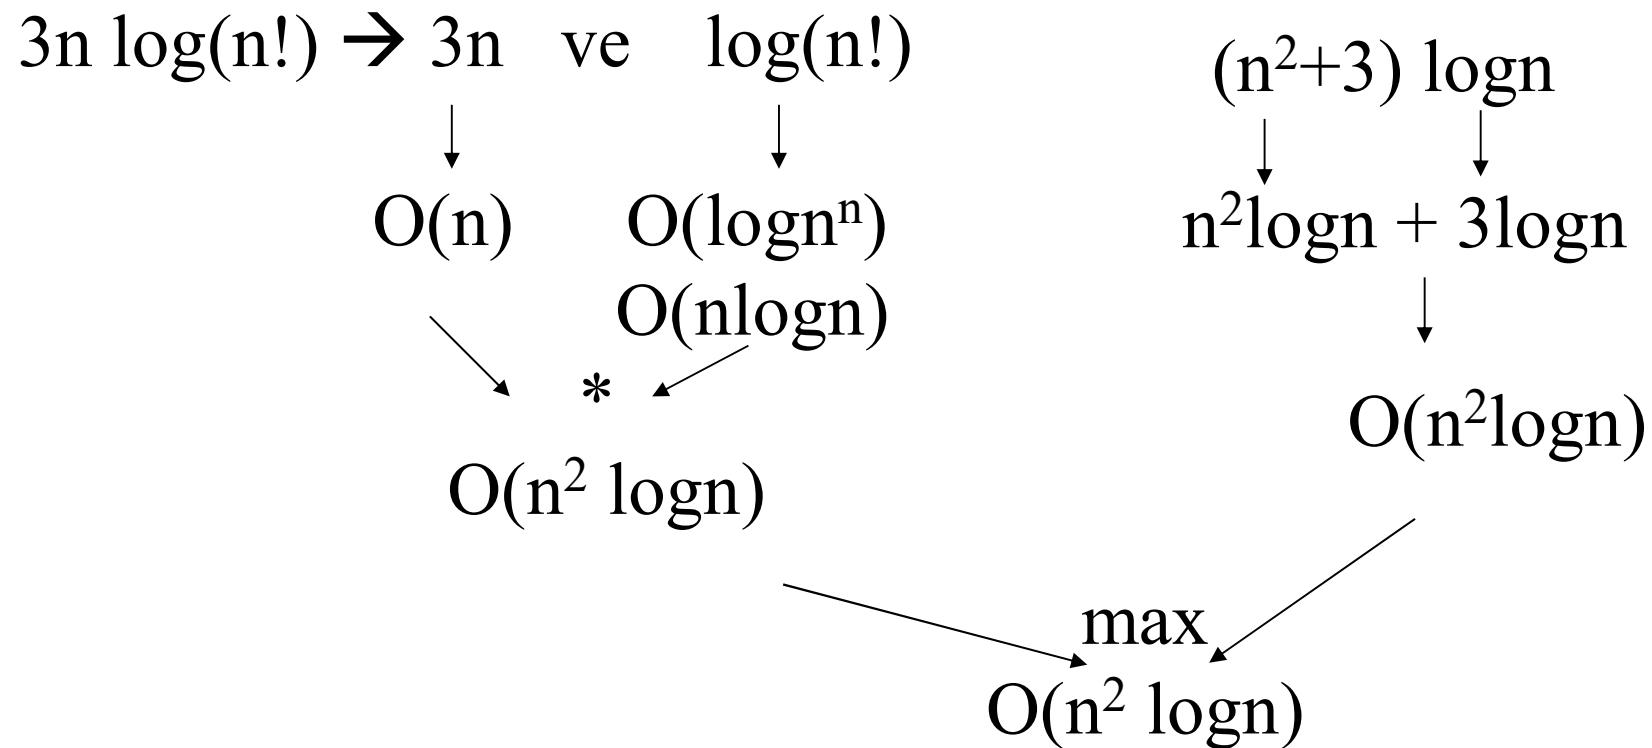 3n log(n!) → 3n ve log(n!)
(n²+3) logn
O(n) O(lognⁿ)
n²logn + 3logn
O(nlogn)
*
O(n²logn)
O(n² logn)
max
O(n² logn)